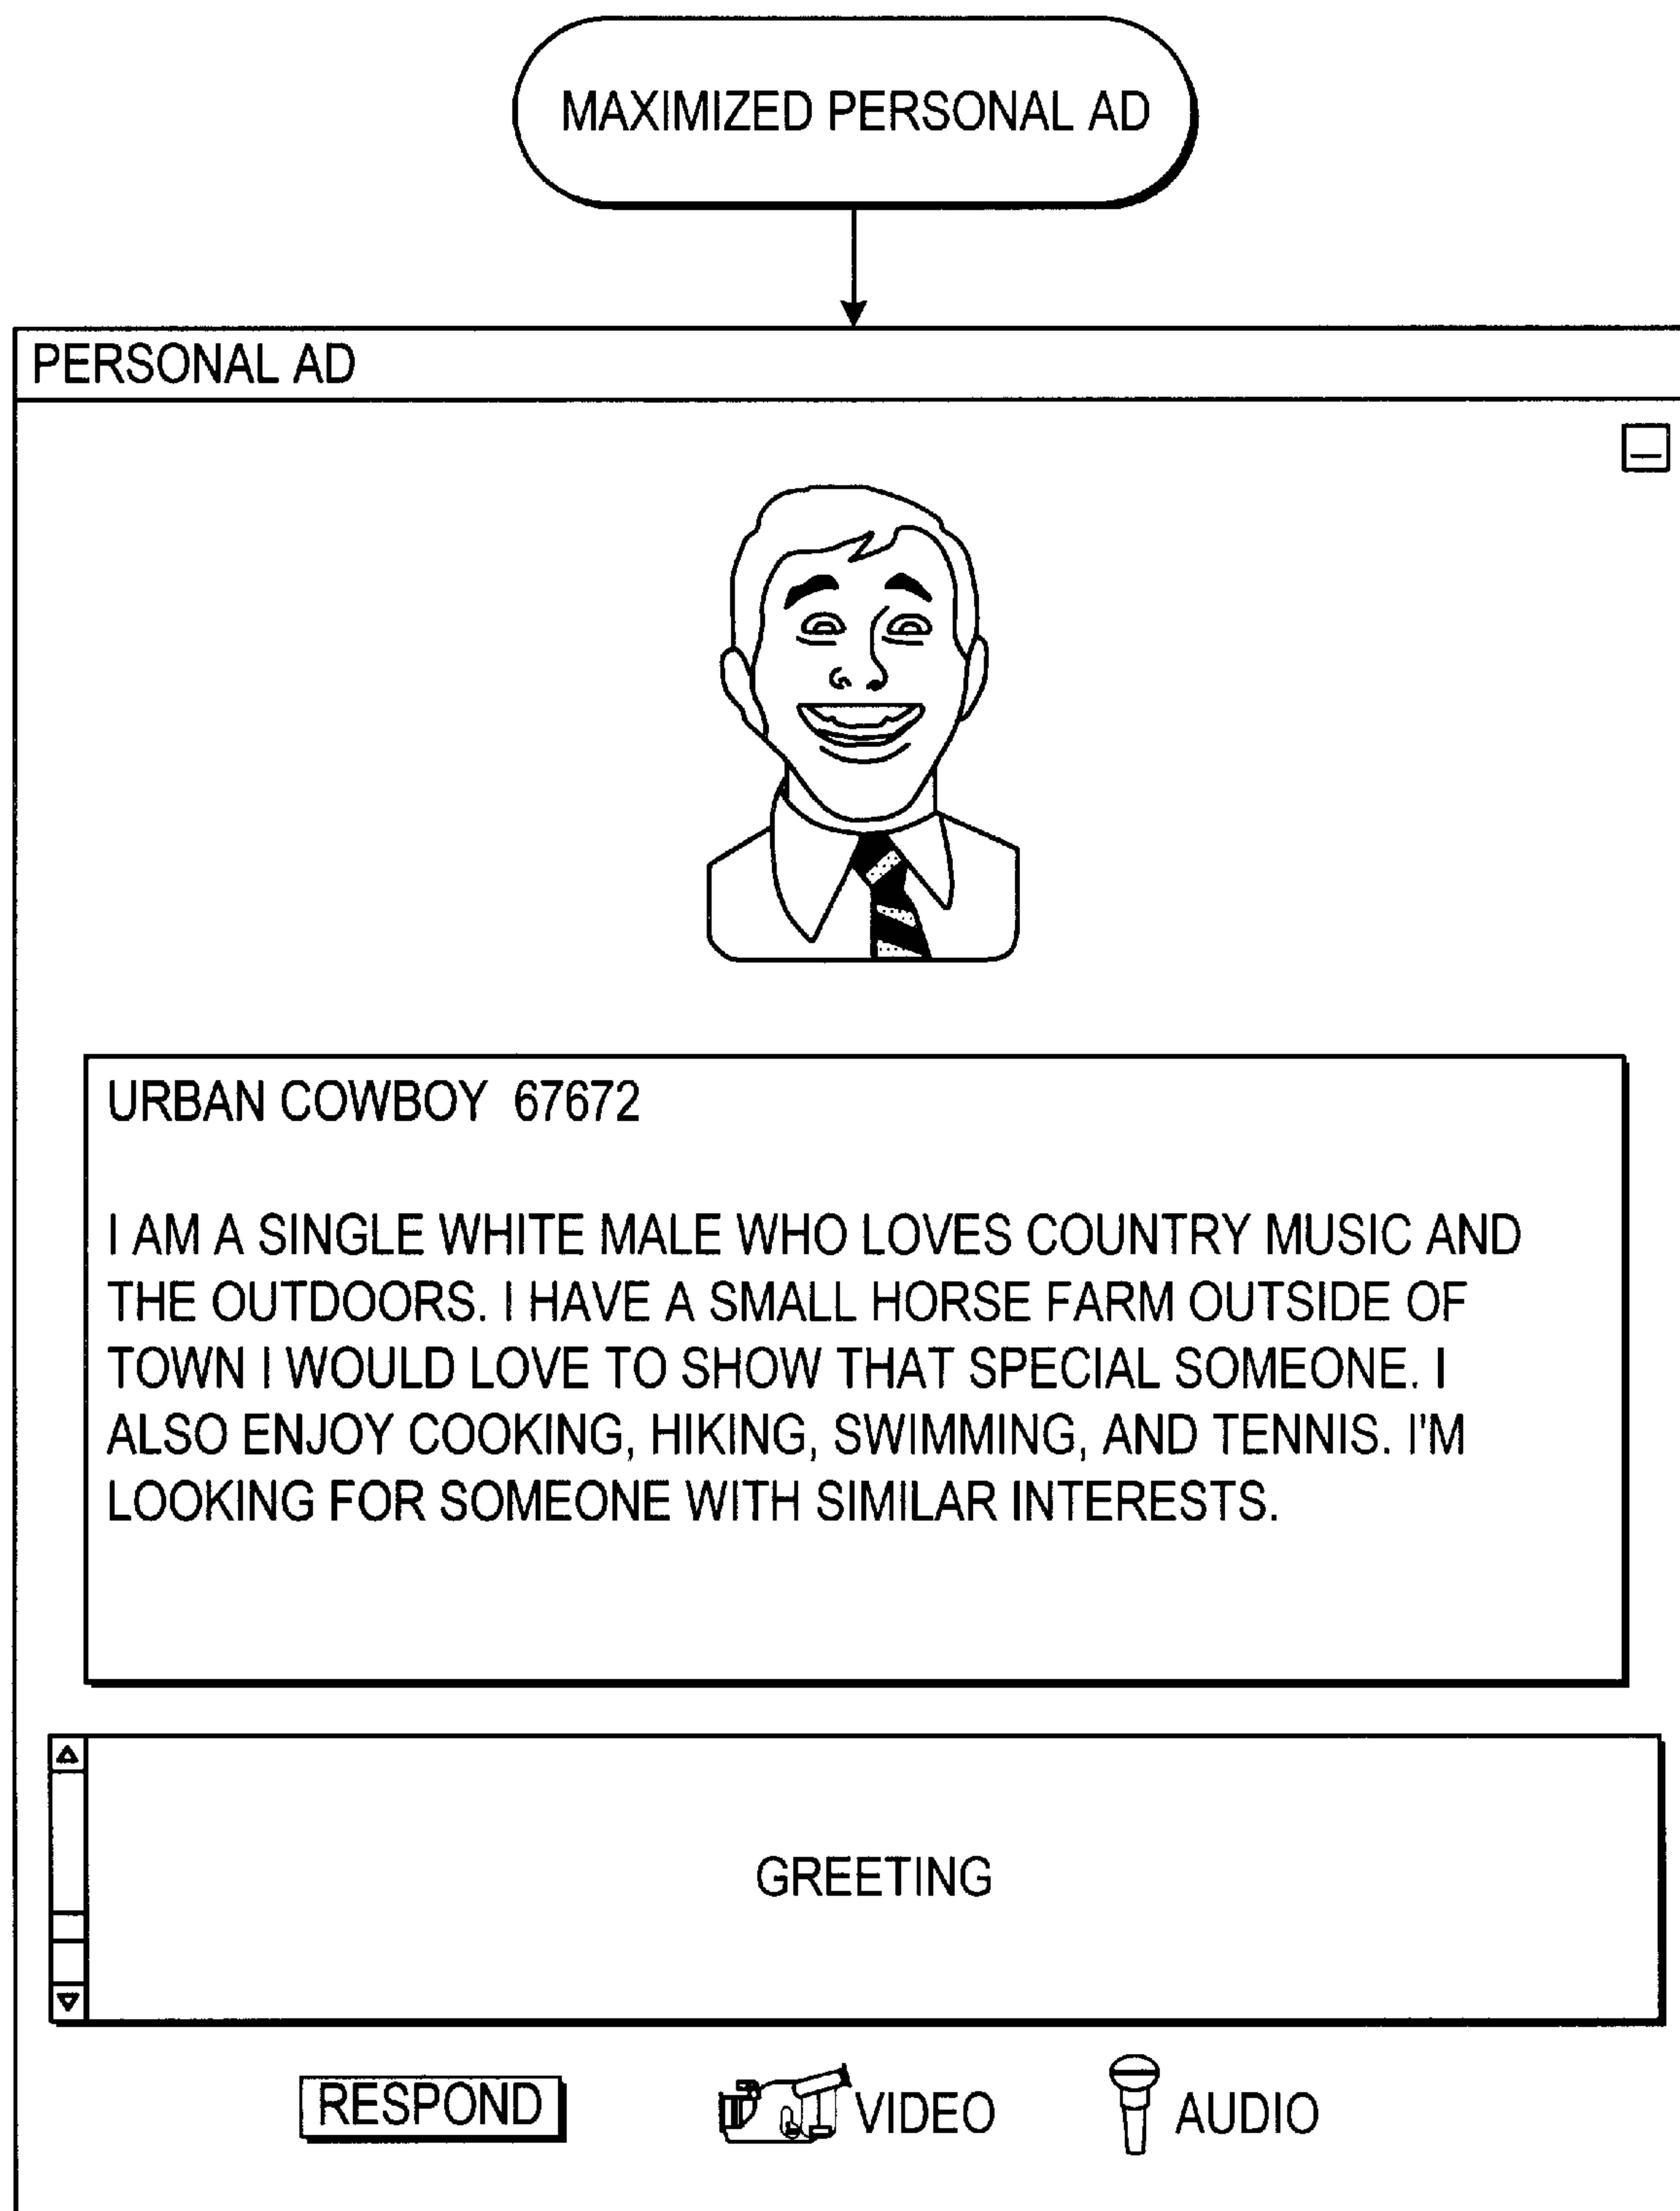 MAXIMIZED PERSONAL AD
PERSONAL AD
URBAN COWBOY 67672
I AM A SINGLE WHITE MALE WHO LOVES COUNTRY MUSIC AND
THE OUTDOORS. I HAVE A SMALL HORSE FARM OUTSIDE OF
TOWN I WOULD LOVE TO SHOW THAT SPECIAL SOMEONE. I
ALSO ENJOY COOKING, HIKING, SWIMMING, AND TENNIS. I'M
LOOKING FOR SOMEONE WITH SIMILAR INTERESTS.
GREETING
RESPOND VIDEO AUDIO